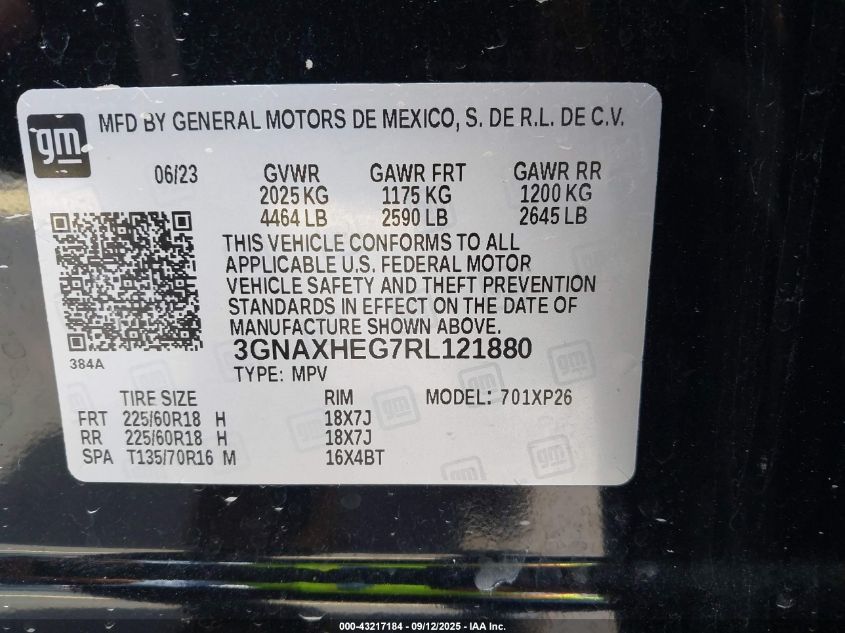 gm
MFD BY GENERAL MOTORS DE MEXICO, S. DE R.L. DE C.V.
06/23 GVWR GAWR FRT GAWR RR
2025 KG 1175 KG 1200 KG
4464 LB 2590 LB 2645 LB
THIS VEHICLE CONFORMS TO ALL
APPLICABLE U.S. FEDERAL MOTOR
VEHICLE SAFETY AND THEFT PREVENTION
STANDARDS IN EFFECT ON THE DATE OF
MANUFACTURE SHOWN ABOVE.
384A
3GNAXHEG7RL121880
TYPE: MPV
TIRE SIZE RIM MODEL: 701XP26
FRT 225/60R18 H 18X7J
RR 225/60R18 H 18X7J
SPA T135/70R16 M 16X4BT
000-43217184 - 09/12/2025 - IAA Inc.